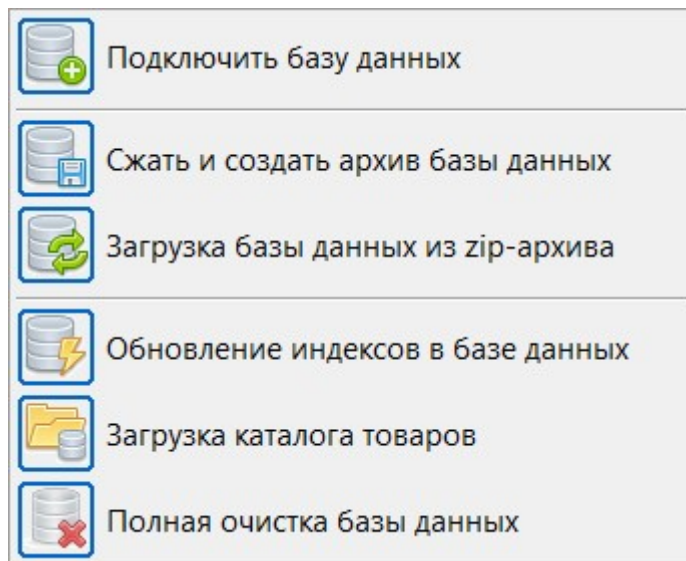 Подключить базу данных
Сжать и создать архив базы данных
Загрузка базы данных из zip-архива
Обновление индексов в базе данных
Загрузка каталога товаров
Полная очистка базы данных